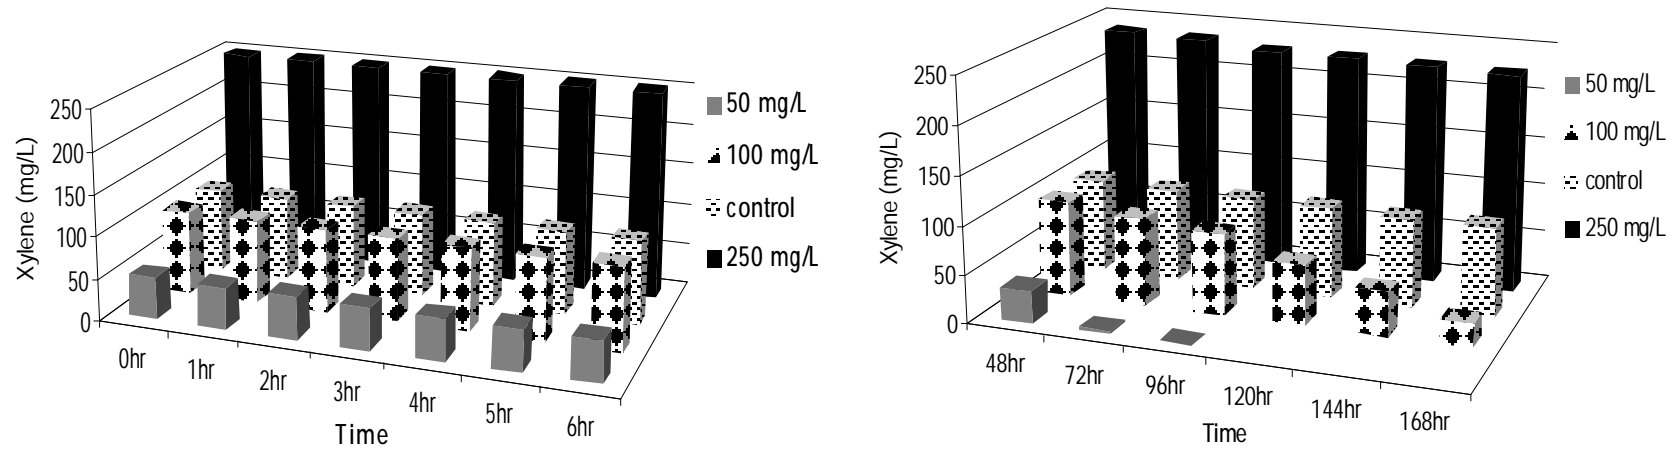 Xylene (mg/L)
250
200
150
100
50
0
0hr
1hr
2hr
3hr
4hr
5hr
6hr
Time
50 mg/L
100 mg/L
control
250 mg/L
Xylene (mg/L)
250
200
150
100
50
0
48hr
72hr
96hr
120hr
144hr
168hr
Time
50 mg/L
100 mg/L
control
250 mg/L